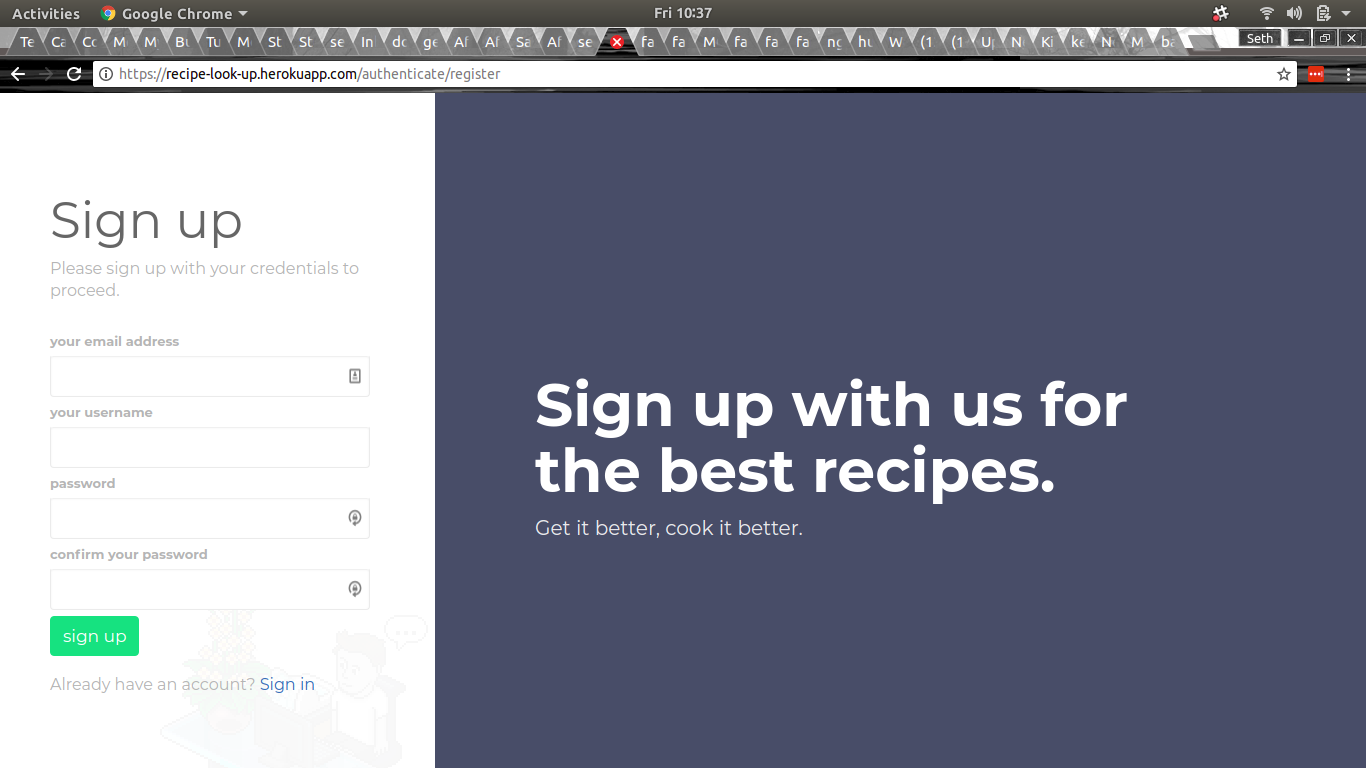 Activities Google Chrome Fri 10:37
Te Ca Co M M Bu Tu M St St se In do ge Af Af Sa Af se fa fa M fa fa fa ng hu W (1 (1 Up N Ki ke N M ba Seth
https://recipe-look-up.herokuapp.com/authenticate/register
Sign up
Please sign up with your credentials to
proceed.
your email address
your username
password
confirm your password
sign up
Already have an account? Sign in
Sign up with us for
the best recipes.
Get it better, cook it better.